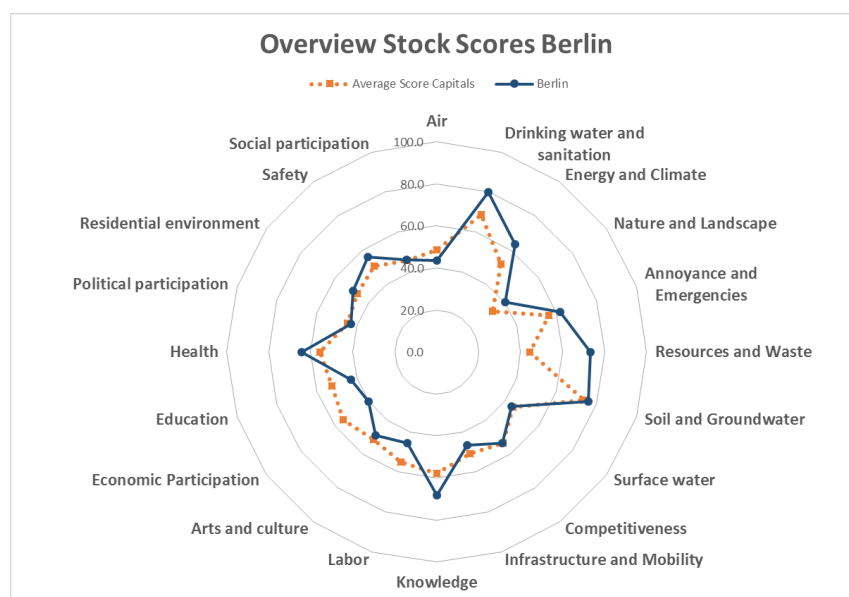 Overview Stock Scores Berlin
Average Score Capitals
Berlin
Air
100.0
80.0
60.0
40.0
20.0
0.0
Drinking water and
sanitation
Energy and Climate
Nature and Landscape
Annoyance and
Emergencies
Resources and Waste
Soil and Groundwater
Surface water
Competitiveness
Infrastructure and Mobility
Knowledge
Labor
Arts and culture
Economic Participation
Education
Health
Political participation
Residential environment
Safety
Social participation